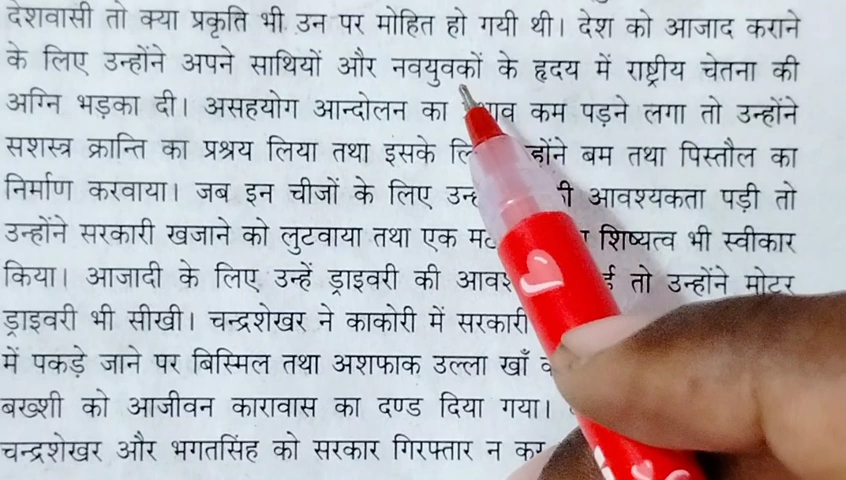 देशवासी तो क्या प्रकृति भी उन पर मोहित हो गयी थी। देश को आजाद कराने
के लिए उन्होंने अपने साथियों और नवयुवकों के हृदय में राष्ट्रीय चेतना की
अग्नि भड़का दी। असहयोग आन्दोलन का कम पड़ने लगा तो उन्होंने
सशस्त्र क्रान्ति का प्रश्रय लिया तथा इसके बम तथा पिस्तौल का
निर्माण करवाया। जब इन चीजों के लिए आवश्यकता पड़ी तो
उन्होंने सरकारी खजाने को लुटवाया तथा एक शिष्यत्व भी स्वीकार
किया। आजादी के लिए उन्हें ड्राइवरी की तो उन्होंने मोटर
ड्राइवरी भी सीखी। चन्द्रशेखर ने काकोरी में सरकारी
में पकड़े जाने पर बिस्मिल तथा अशफाक उल्ला खाँ
बख्शी को आजीवन कारावास का दण्ड दिया गया।
चन्द्रशेखर और भगतसिंह को सरकार गिरफ्तार न